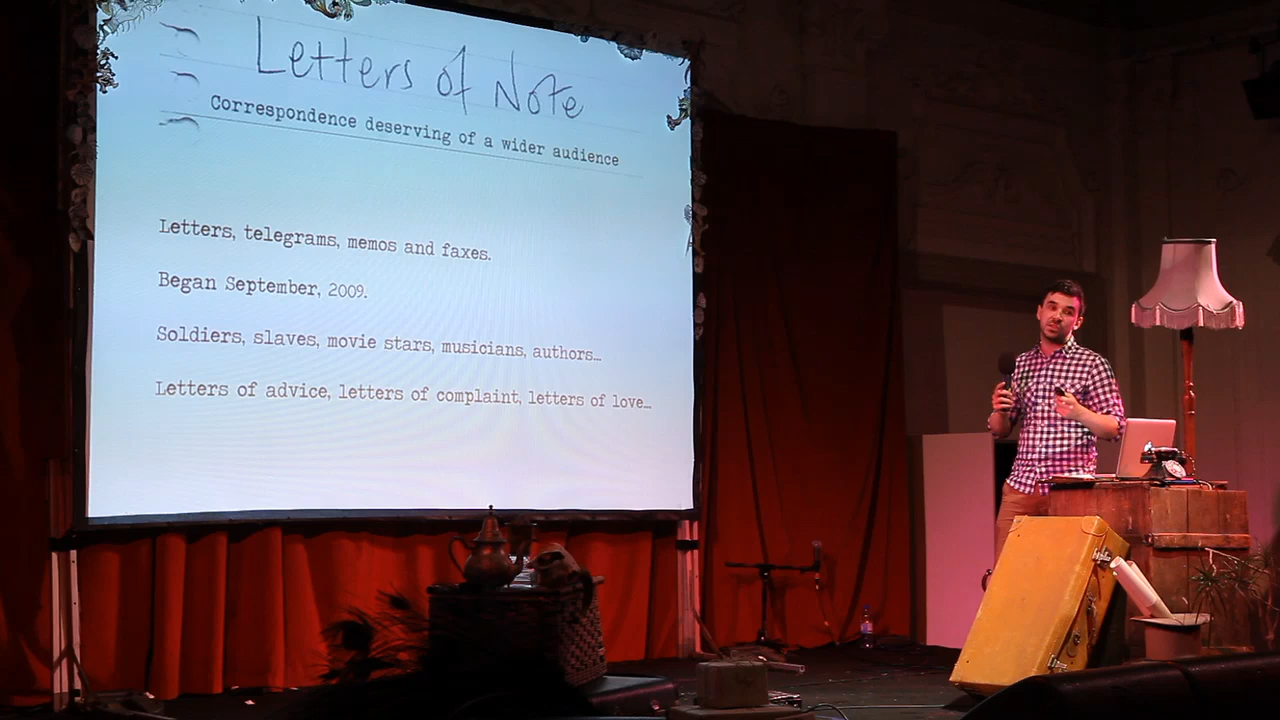 Letters of Note
Correspondence deserving of a wider audience
Letters, telegrams, memos and faxes.
Began September, 2009.
Soldiers, slaves, movie stars, musicians, authors…
Letters of advice, letters of complaint, letters of love…